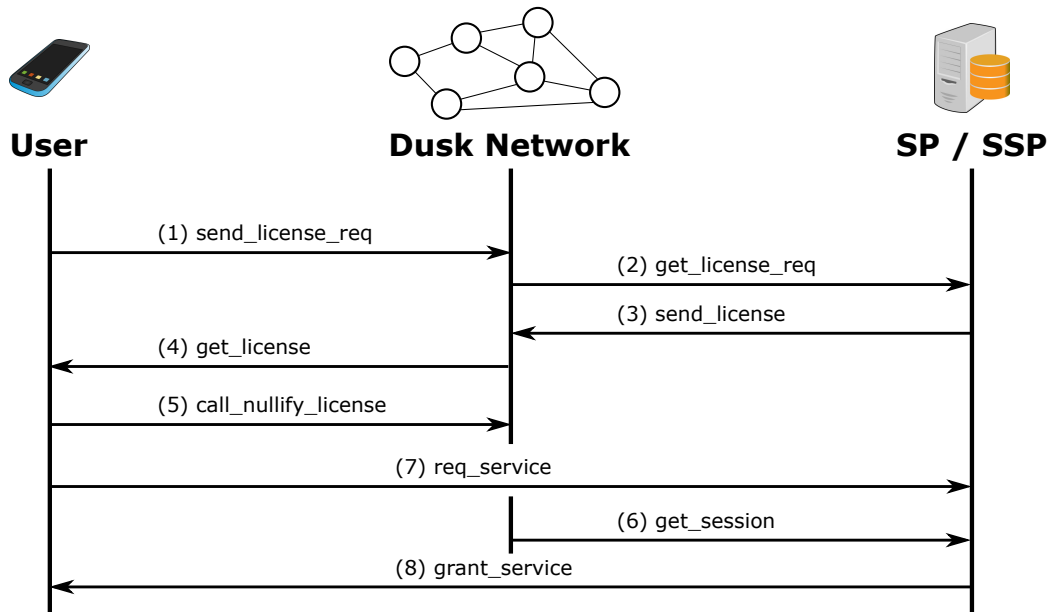 User
Dusk Network
SP / SSP
(1) send_license_req
(2) get_license_req
(3) send_license
(4) get_license
(5) call_nullify_license
(7) req_service
(6) get_session
(8) grant_service